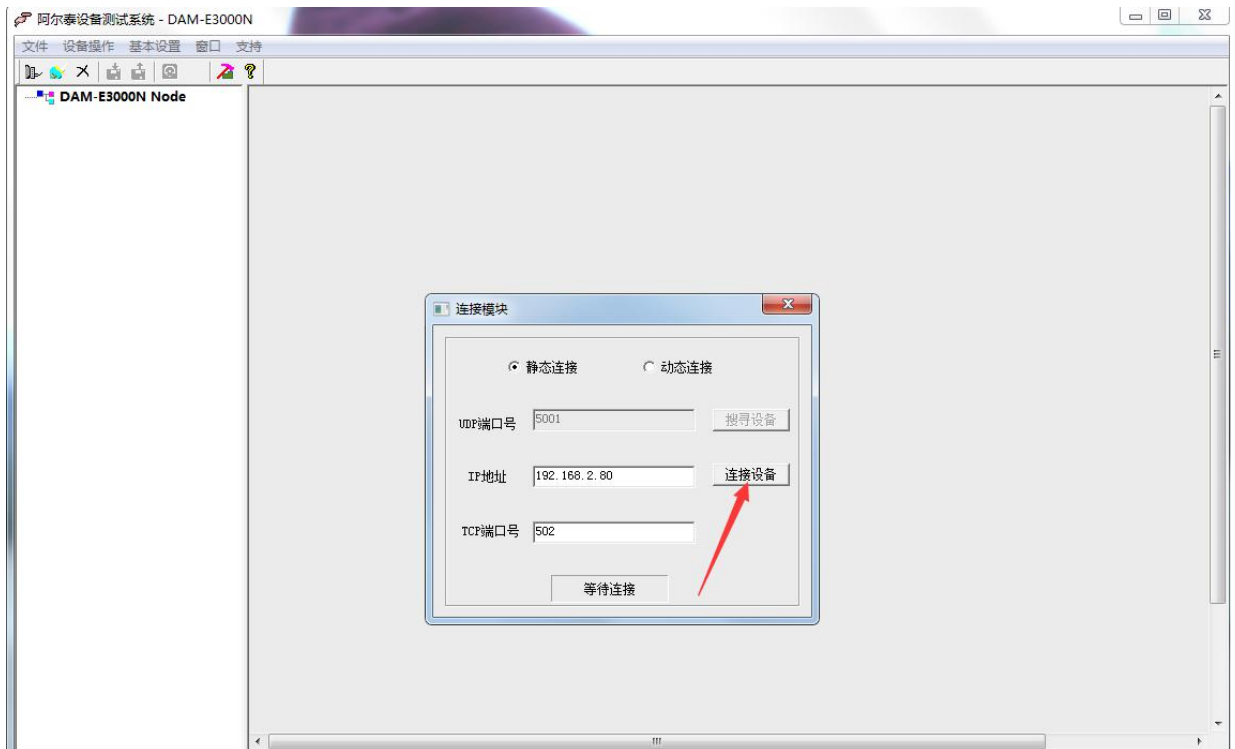 阿尔泰设备测试系统 - DAM-E3000N
文件 设备操作 基本设置 窗口 支持
DAM-E3000N Node
连接模块
静态连接 动态连接
UDP端口号 5001 搜寻设备
IP地址 192.168.2.80 连接设备
TCP端口号 502
等待连接